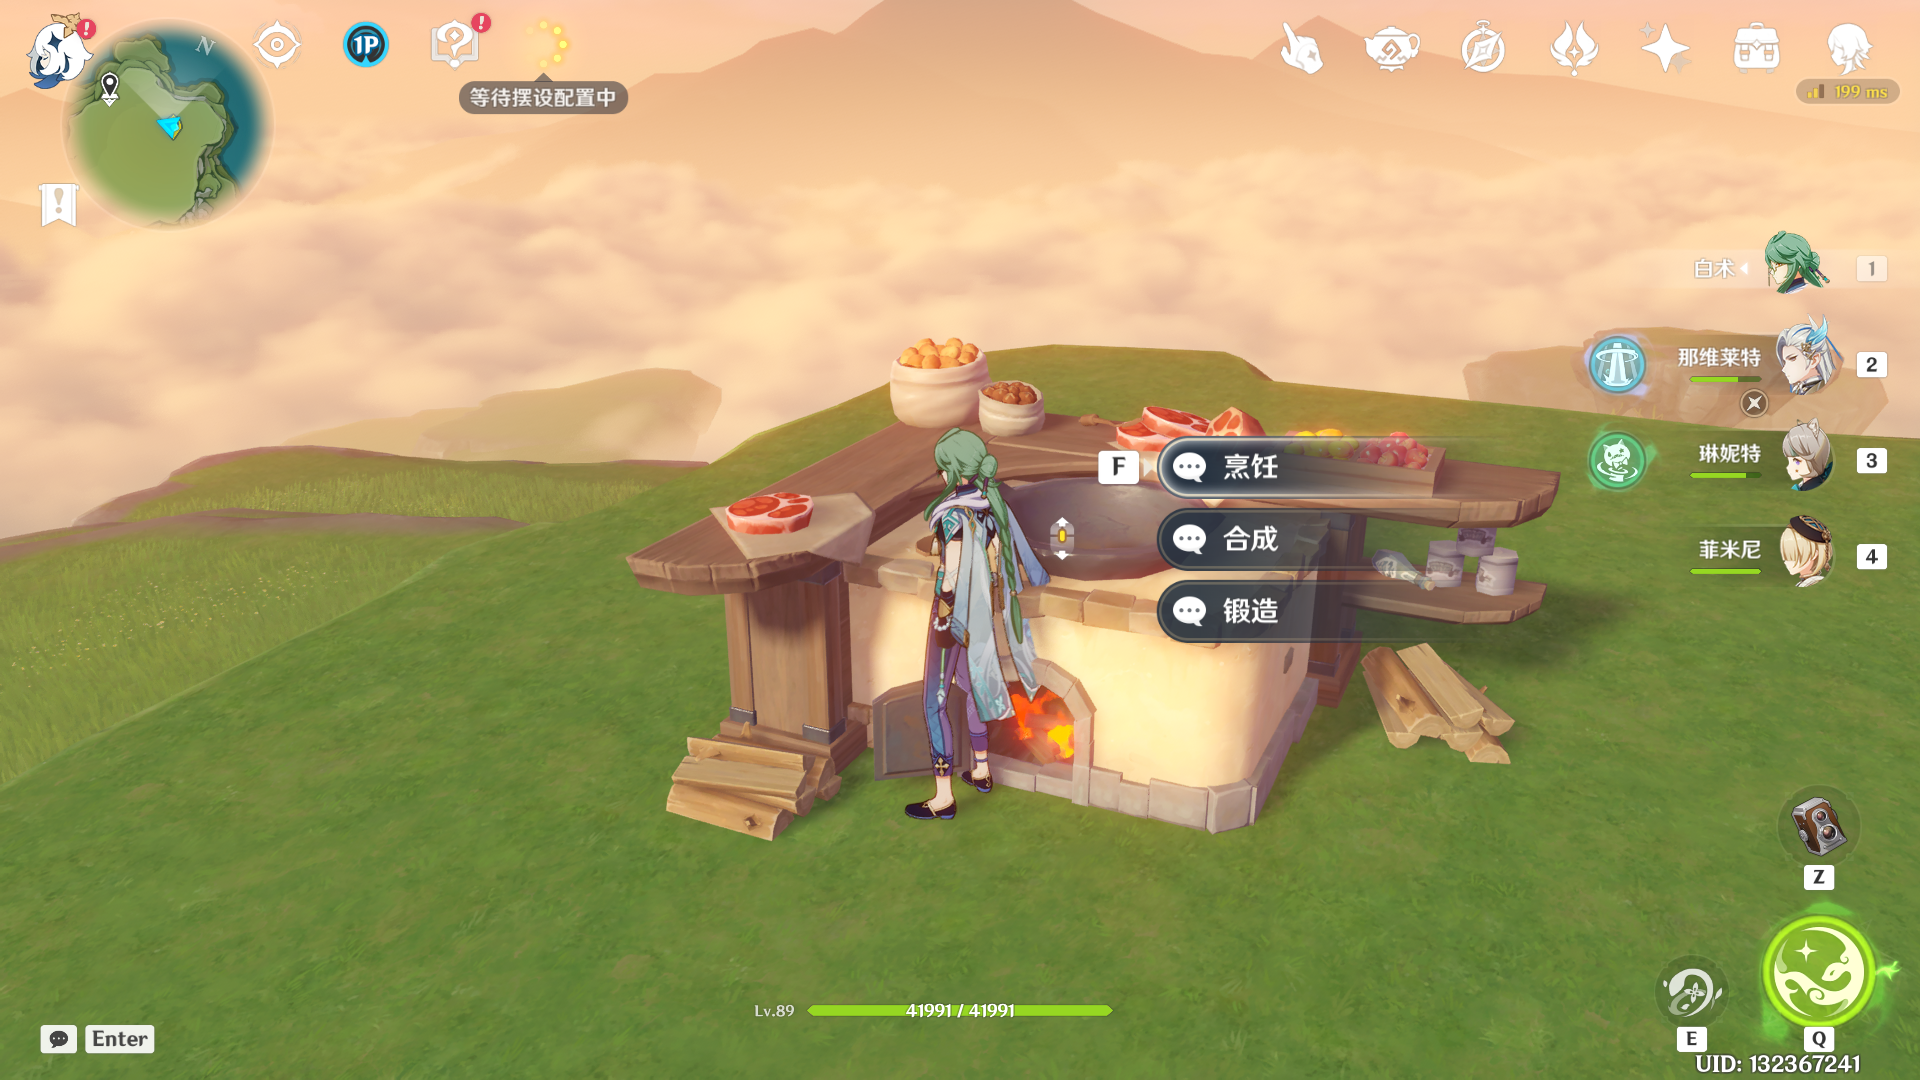 N
1P
等待摆设配置中
199 ms
白术
1
那维莱特
2
琳妮特
3
菲米尼
4
F
烹饪
合成
锻造
Z
Lv.89
41991 / 41991
Enter
E
Q
UID: 132367241